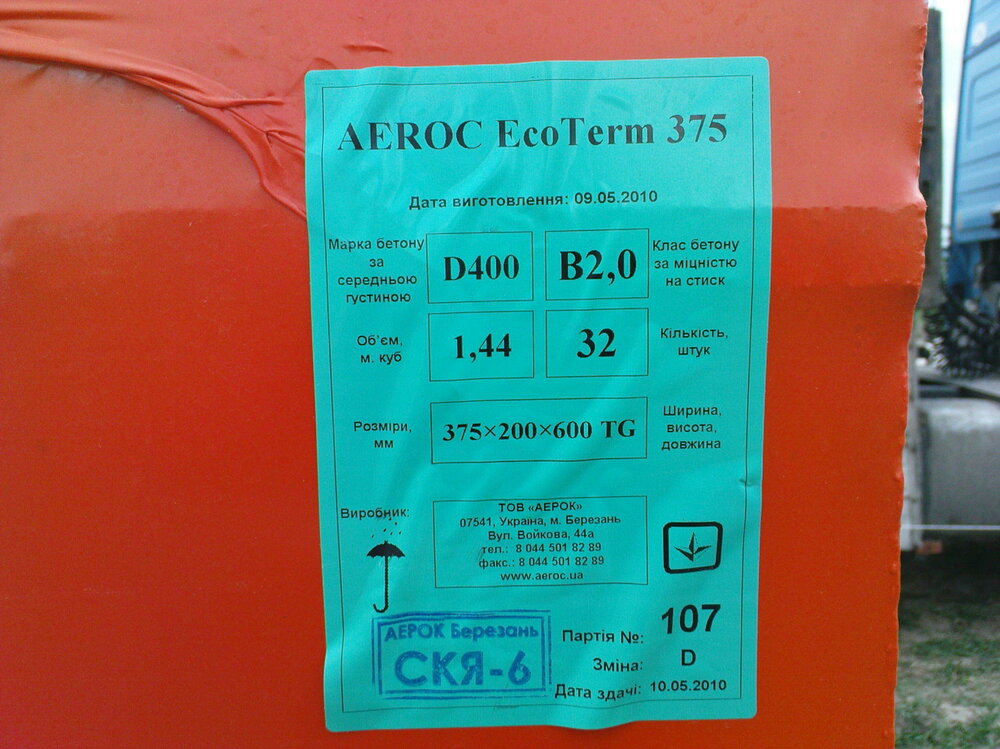 AEROC EcoTerm 375
Дата виготовлення: 09.05.2010
Марка бетону
за
середньою
густиною
D400
B2,0
Клас бетону
за міцністю
на стиск
Об'єм,
м. куб
1,44
32
Кількість,
штук
Розміри,
мм
375×200×600 TG
Ширина,
висота,
довжина
Виробник:
ТОВ «АЕРОК»
07541, Україна, м. Березань
Вул. Войкова, 44а
тел.: 8 044 501 82 89
факс.: 8 044 501 82 89
www.aeroc.ua
АЕРОК Березань
СКЯ-6
Партія №: 107
Зміна: D
Дата здачі: 10.05.2010